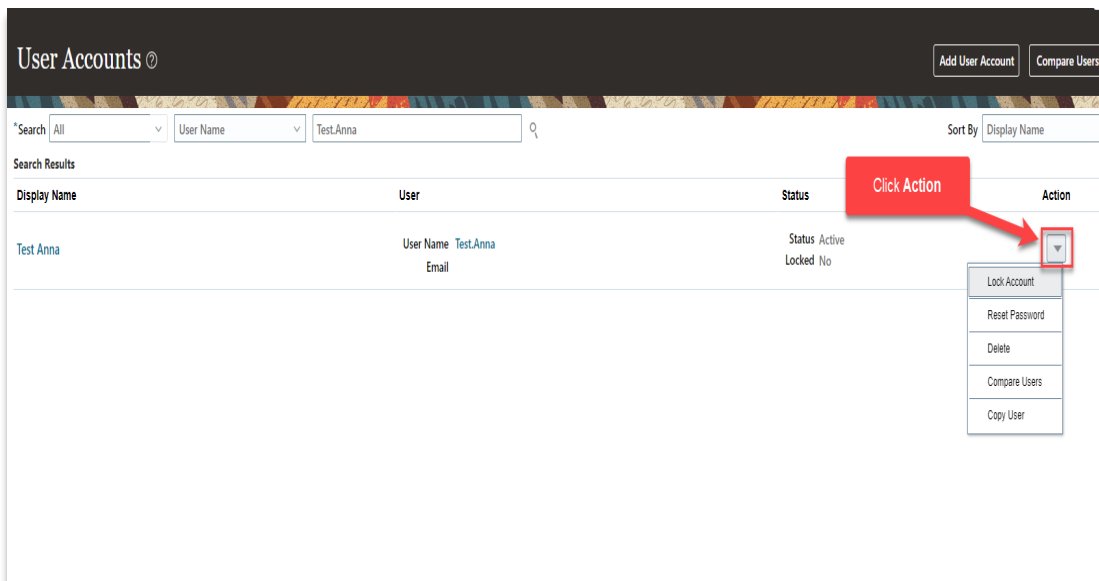 User Accounts ?
Add User Account
Compare Users
*Search All User Name Test.Anna
Sort By Display Name
Search Results
Display Name User Status Action
Click Action
Test Anna
User Name Test.Anna
Email
Status Active
Locked No
Lock Account
Reset Password
Delete
Compare Users
Copy User